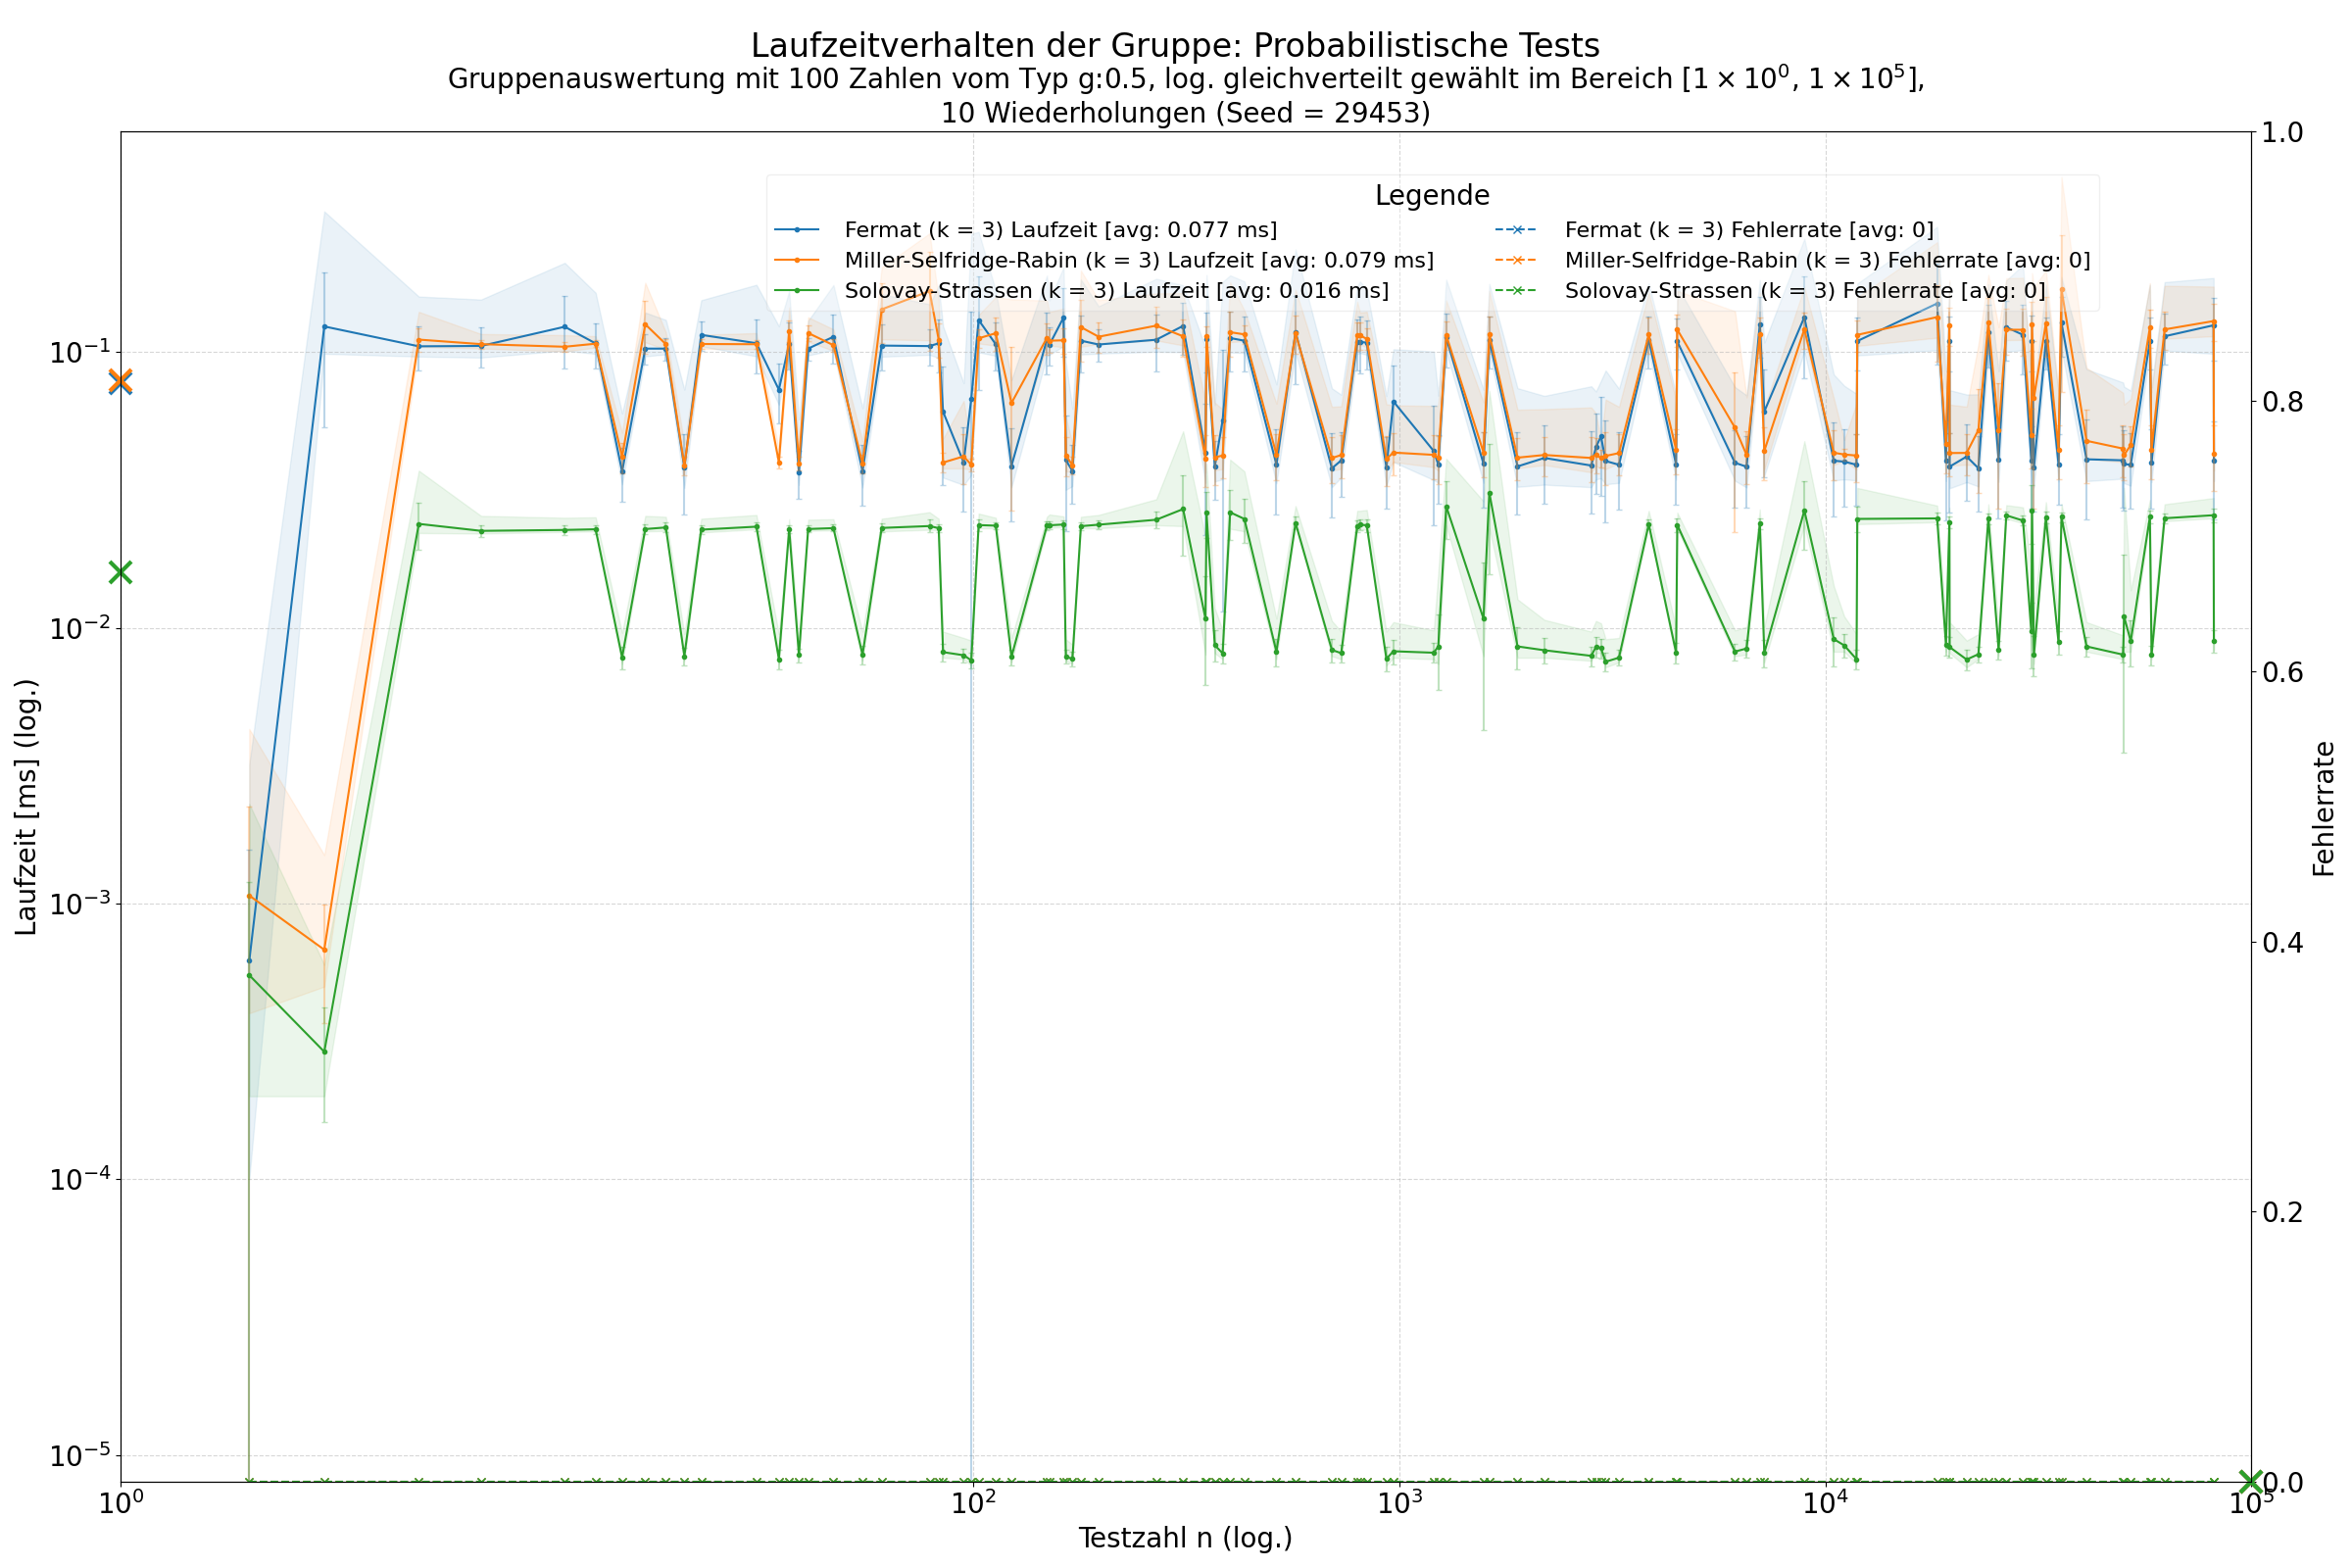 Laufzeitverhalten der Gruppe: Probabilistische Tests
Gruppenauswertung mit 100 Zahlen vom Typ g:0.5, log. gleichverteilt gewählt im Bereich [1 × 10⁰, 1 × 10⁵],
10 Wiederholungen (Seed = 29453)
Legende
Fermat (k = 3) Laufzeit [avg: 0.077 ms]
Miller-Selfridge-Rabin (k = 3) Laufzeit [avg: 0.079 ms]
Solovay-Strassen (k = 3) Laufzeit [avg: 0.016 ms]
Fermat (k = 3) Fehlerrate [avg: 0]
Miller-Selfridge-Rabin (k = 3) Fehlerrate [avg: 0]
Solovay-Strassen (k = 3) Fehlerrate [avg: 0]
Laufzeit [ms] (log.)
10⁻¹
10⁻²
10⁻³
10⁻⁴
10⁻⁵
1.0
0.8
0.6
0.4
0.2
0.0
Fehlerrate
10⁰
10²
10³
10⁴
10⁵
Testzahl n (log.)